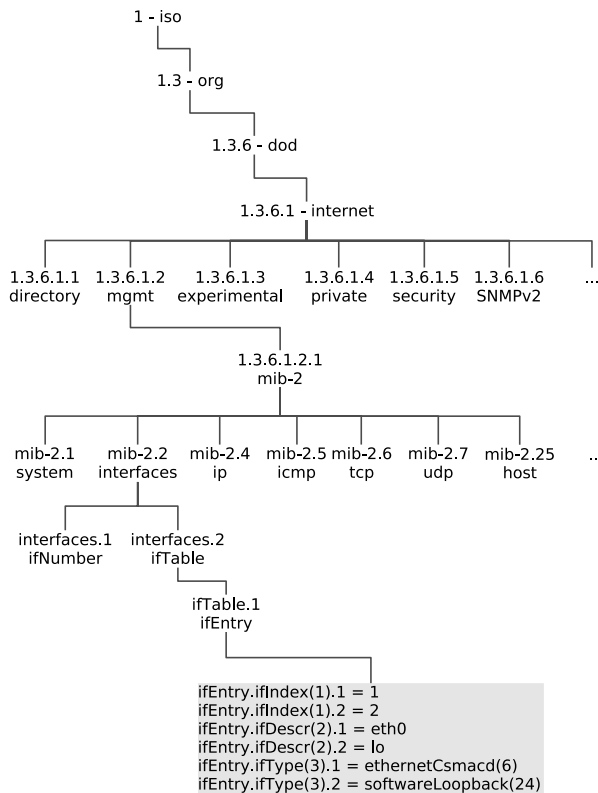 1 - iso
1.3 - org
1.3.6 - dod
1.3.6.1 - internet
1.3.6.1.1
directory
1.3.6.1.2
mgmt
1.3.6.1.3
experimental
1.3.6.1.4
private
1.3.6.1.5
security
1.3.6.1.6
SNMPv2
...
1.3.6.1.2.1
mib-2
mib-2.1
system
mib-2.2
interfaces
mib-2.4
ip
mib-2.5
icmp
mib-2.6
tcp
mib-2.7
udp
mib-2.25
host
...
interfaces.1
ifNumber
interfaces.2
ifTable
ifTable.1
ifEntry
ifEntry.ifIndex(1).1 = 1
ifEntry.ifIndex(1).2 = 2
ifEntry.ifDescr(2).1 = eth0
ifEntry.ifDescr(2).2 = lo
ifEntry.ifType(3).1 = ethernetCsmacd(6)
ifEntry.ifType(3).2 = softwareLoopback(24)